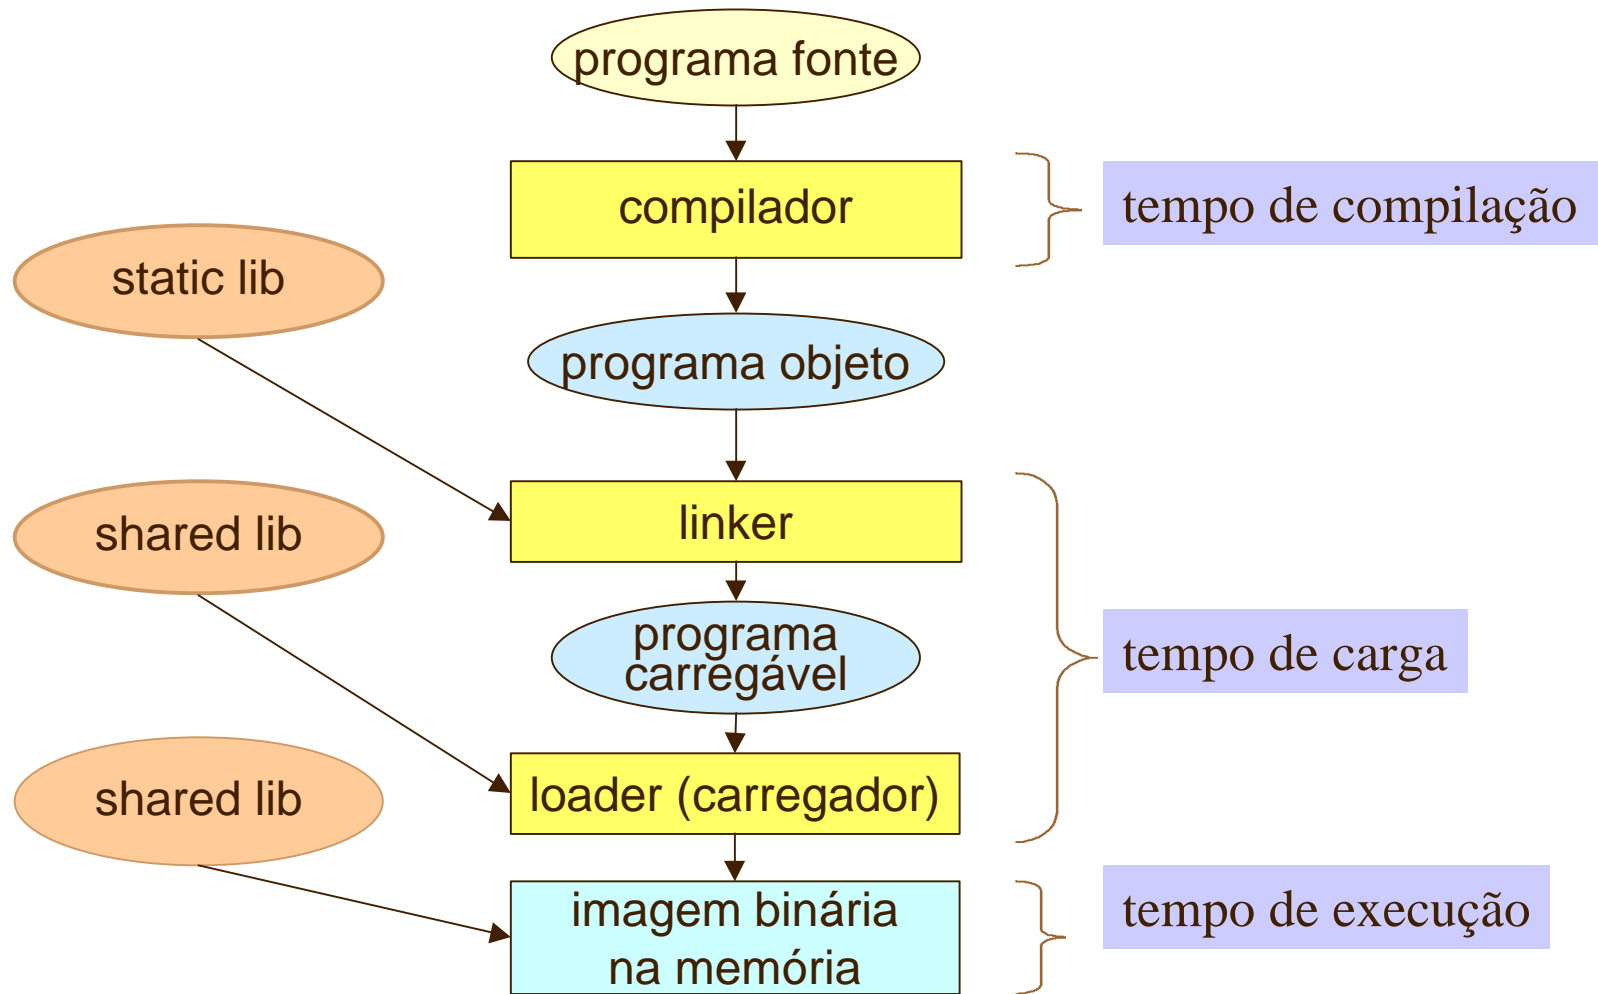 programa fonte
compilador
tempo de compilação
static lib
programa objeto
shared lib
linker
programa
carregável
tempo de carga
shared lib
loader (carregador)
imagem binária
na memória
tempo de execução